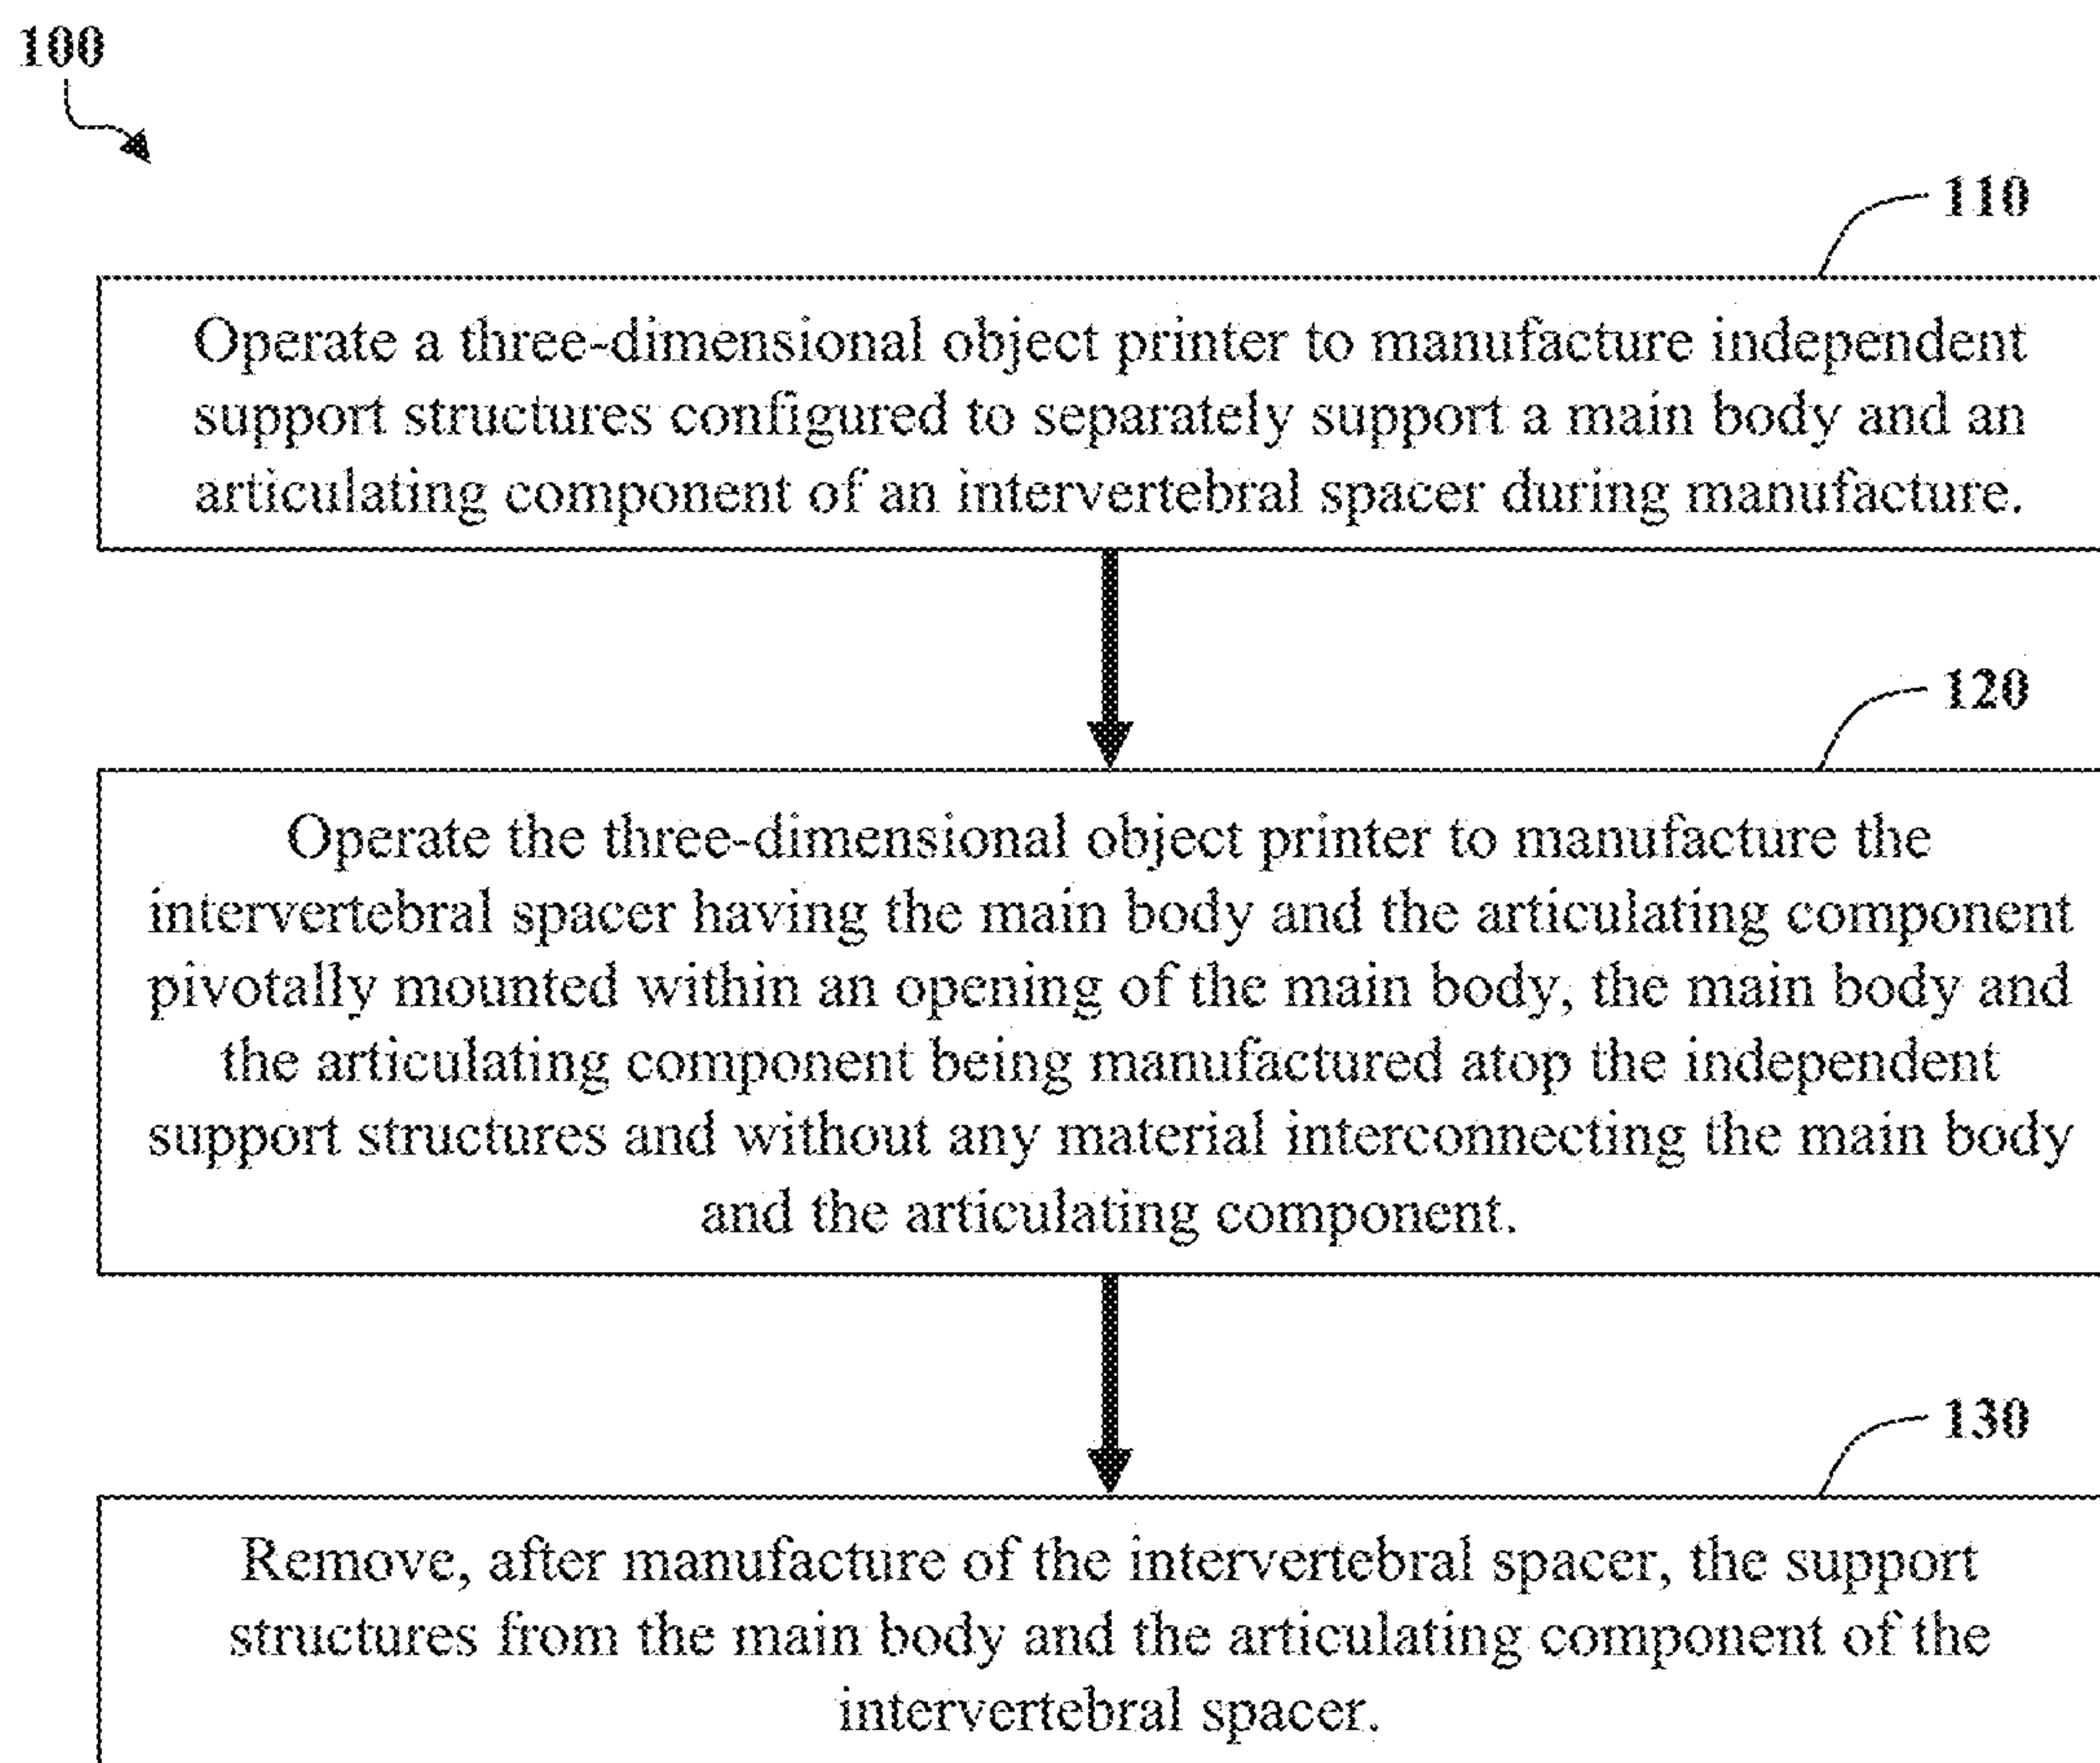 100
110
Operate a three-dimensional object printer to manufacture independent
support structures configured to separately support a main body and an
articulating component of an intervertebral spacer during manufacture.
120
Operate the three-dimensional object printer to manufacture the
intervertebral spacer having the main body and the articulating component
pivotally mounted within an opening of the main body, the main body and
the articulating component being manufactured atop the independent
support structures and without any material interconnecting the main body
and the articulating component.
130
Remove, after manufacture of the intervertebral spacer, the support
structures from the main body and the articulating component of the
intervertebral spacer.